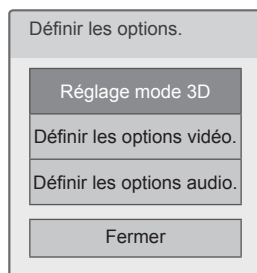 Définir les options.
Réglage mode 3D
Définir les options vidéo.
Définir les options audio.
Fermer